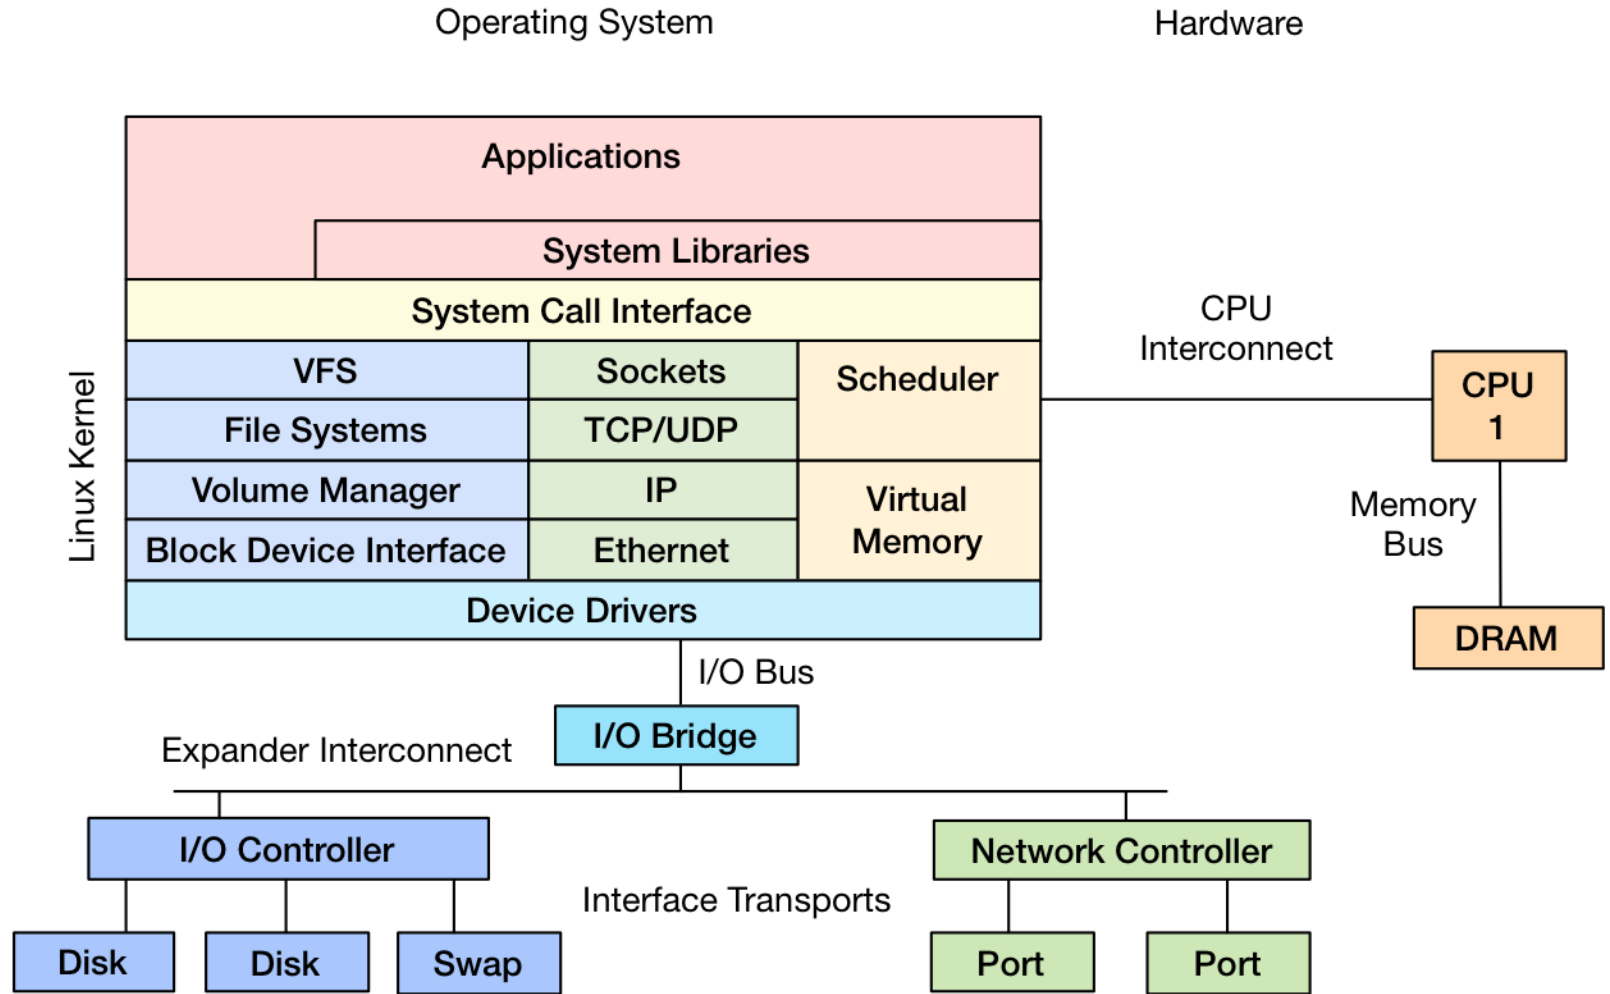 Operating System
Hardware
Applications
System Libraries
System Call Interface
Linux Kernel
VFS
Sockets
Scheduler
File Systems
TCP/UDP
Volume Manager
IP
Virtual
Memory
Block Device Interface
Ethernet
Device Drivers
CPU
Interconnect
CPU
1
Memory
Bus
DRAM
I/O Bus
I/O Bridge
Expander Interconnect
I/O Controller
Network Controller
Interface Transports
Disk
Disk
Swap
Port
Port